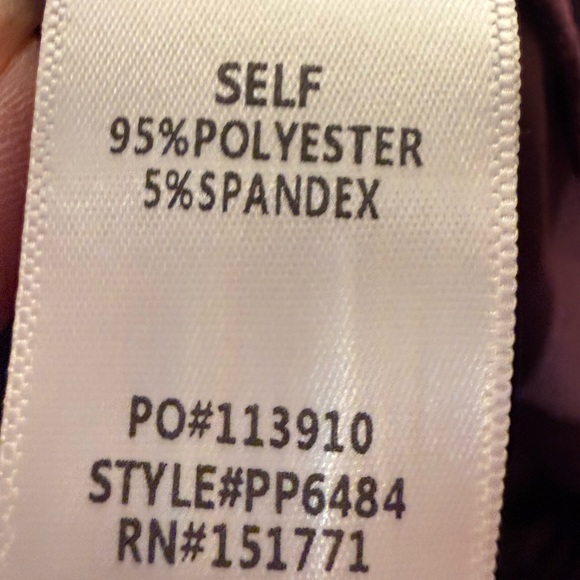 SELF
95%POLYESTER
5%SPANDEX
PO#113910
STYLE#PP6484
RN#151771